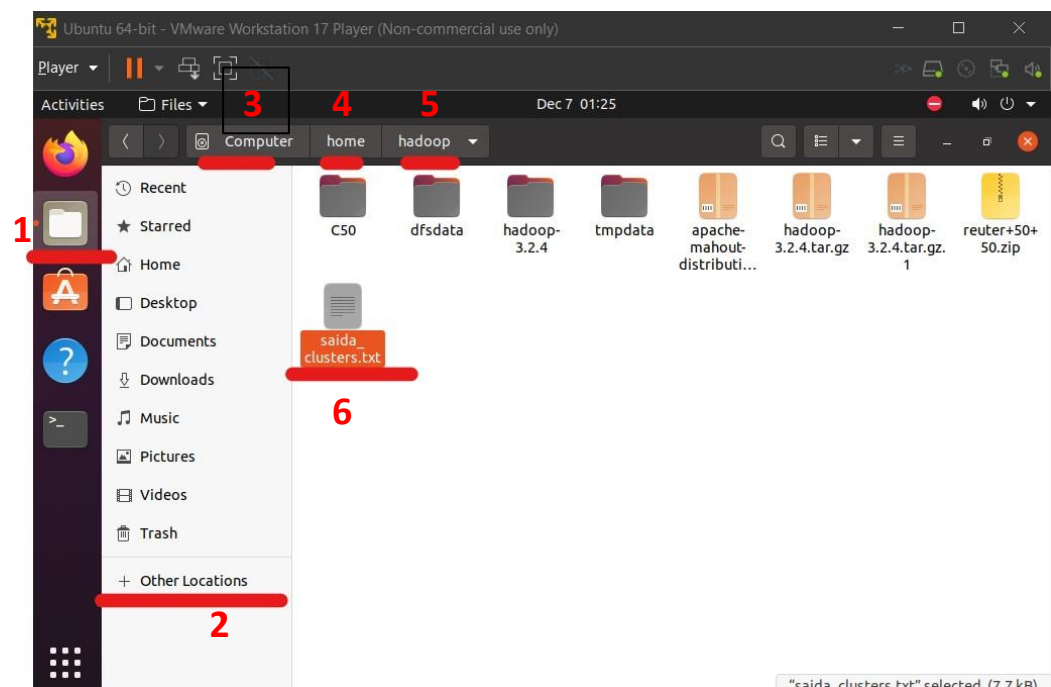 Ubuntu 64-bit - VMware Workstation 17 Player (Non-commercial use only)
Player
Activities Files Dec 7 01:25
3 4 5
Computer home hadoop
Recent
1
Starred
Home
Desktop
Documents
Downloads
Music
Pictures
Videos
Trash
Other Locations
2
C50 dfsdata hadoop- tmpdata apache- hadoop- hadoop- reuter+50+
3.2.4 mahout- 3.2.4.tar.gz 3.2.4.tar.gz. 50.zip
distributi... 1
saida_
clusters.txt
6
"saida_clusters.txt" selected (7.7 kB)